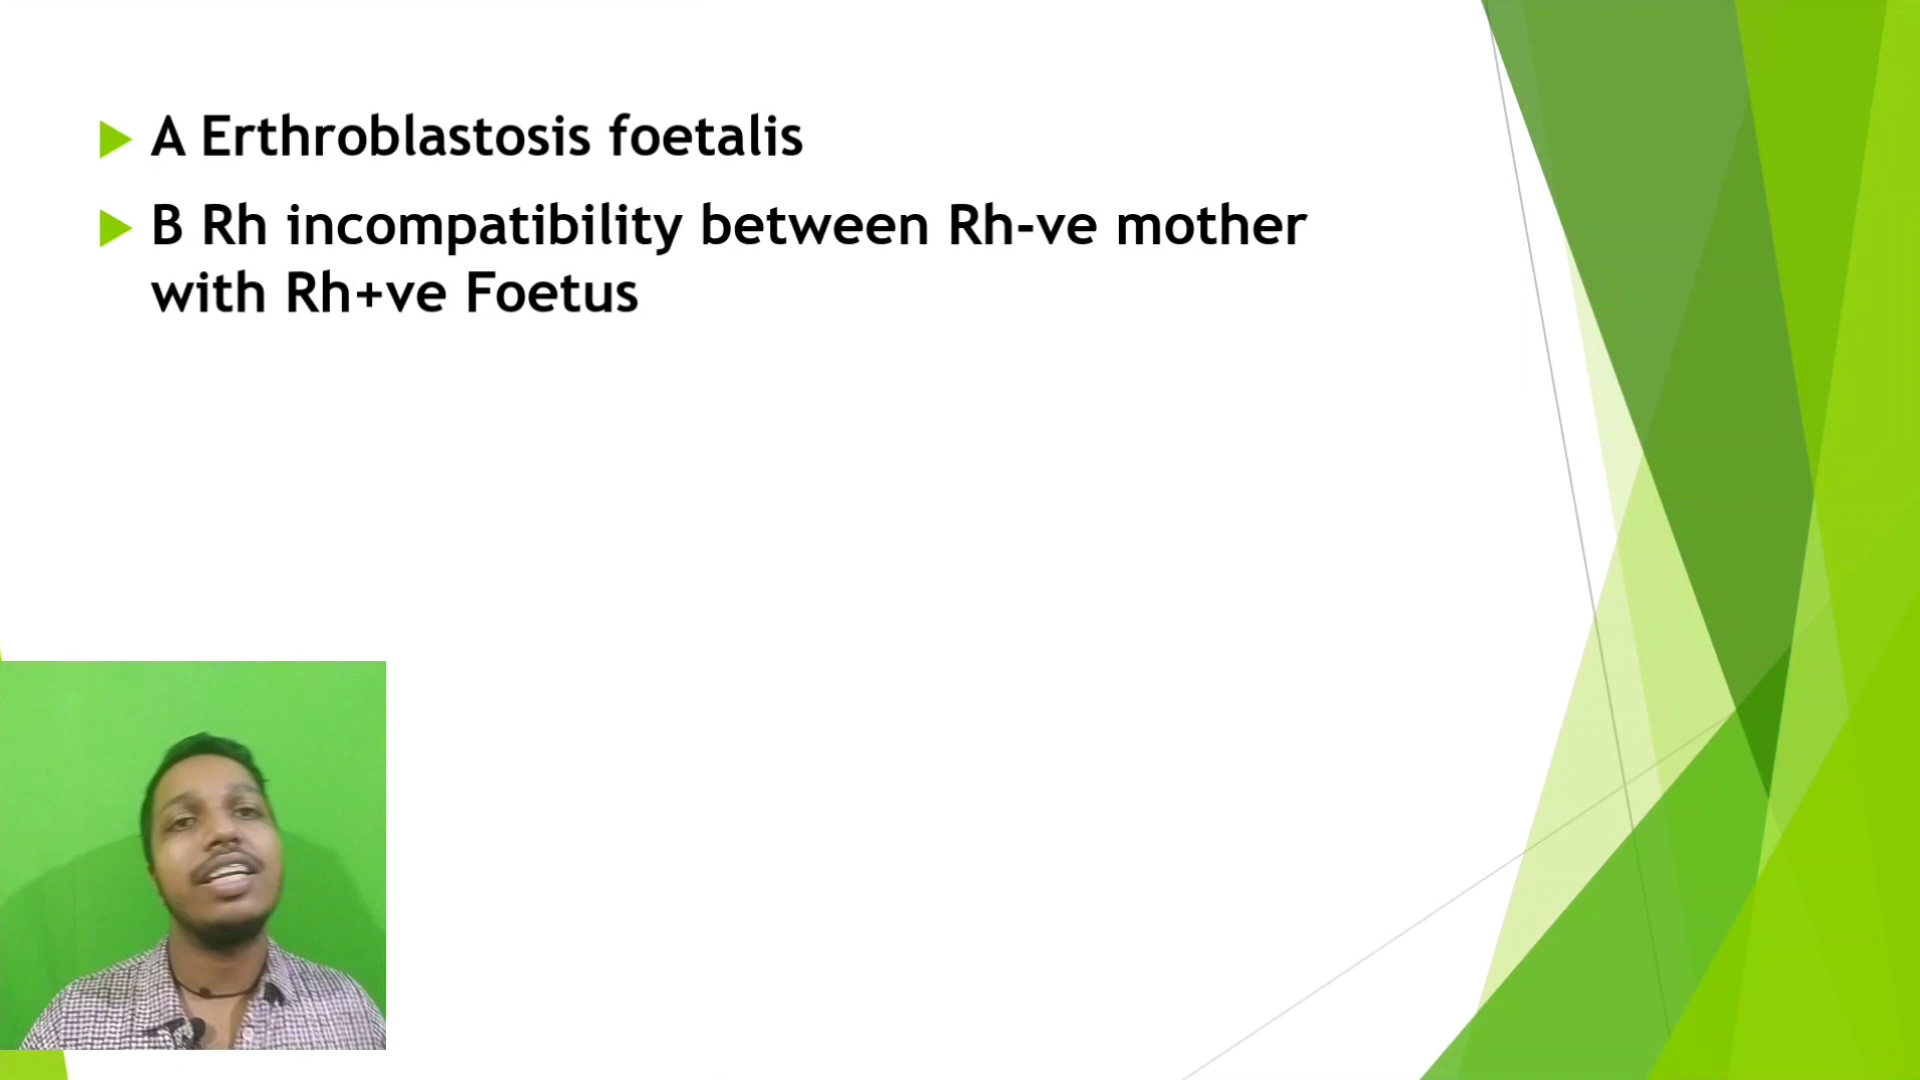 A Erthroblastosis foetalis
B Rh incompatibility between Rh-ve mother
with Rh+ve Foetus